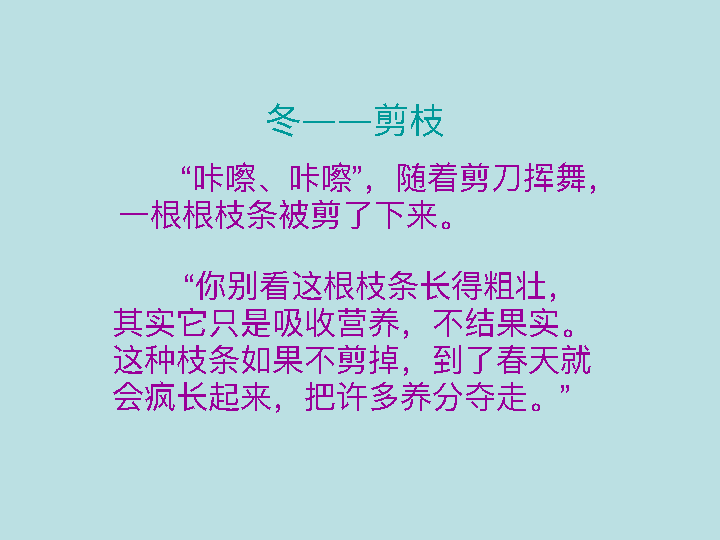 冬——剪枝
“咔嚓、咔嚓”，随着剪刀挥舞，
一根根枝条被剪了下来。
“你别看这根枝条长得粗壮，
其实它只是吸收营养，不结果实。
这种枝条如果不剪掉，到了春天就
会疯长起来，把许多养分夺走。”